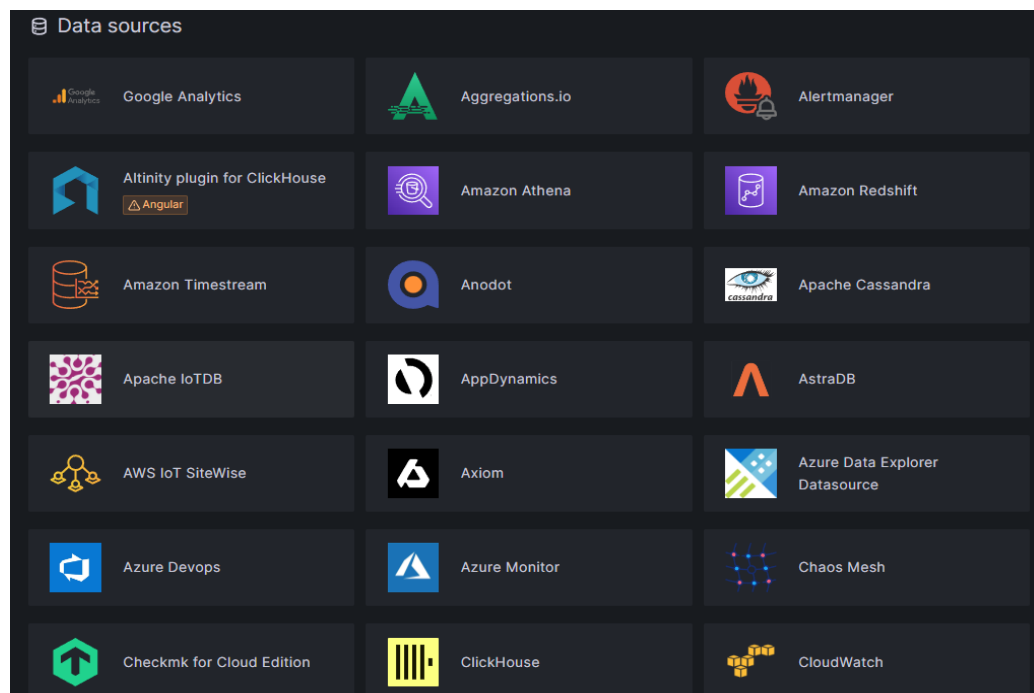 Data sources
Google Analytics
Google Analytics
Aggregations.io
Alertmanager
Altinity plugin for ClickHouse
Angular
Amazon Athena
Amazon Redshift
Amazon Timestream
Anodot
cassandra
Apache Cassandra
Apache IoTDB
AppDynamics
AstraDB
AWS IoT SiteWise
Axiom
Azure Data Explorer
Datasource
Azure Devops
Azure Monitor
Chaos Mesh
Checkmk for Cloud Edition
ClickHouse
CloudWatch